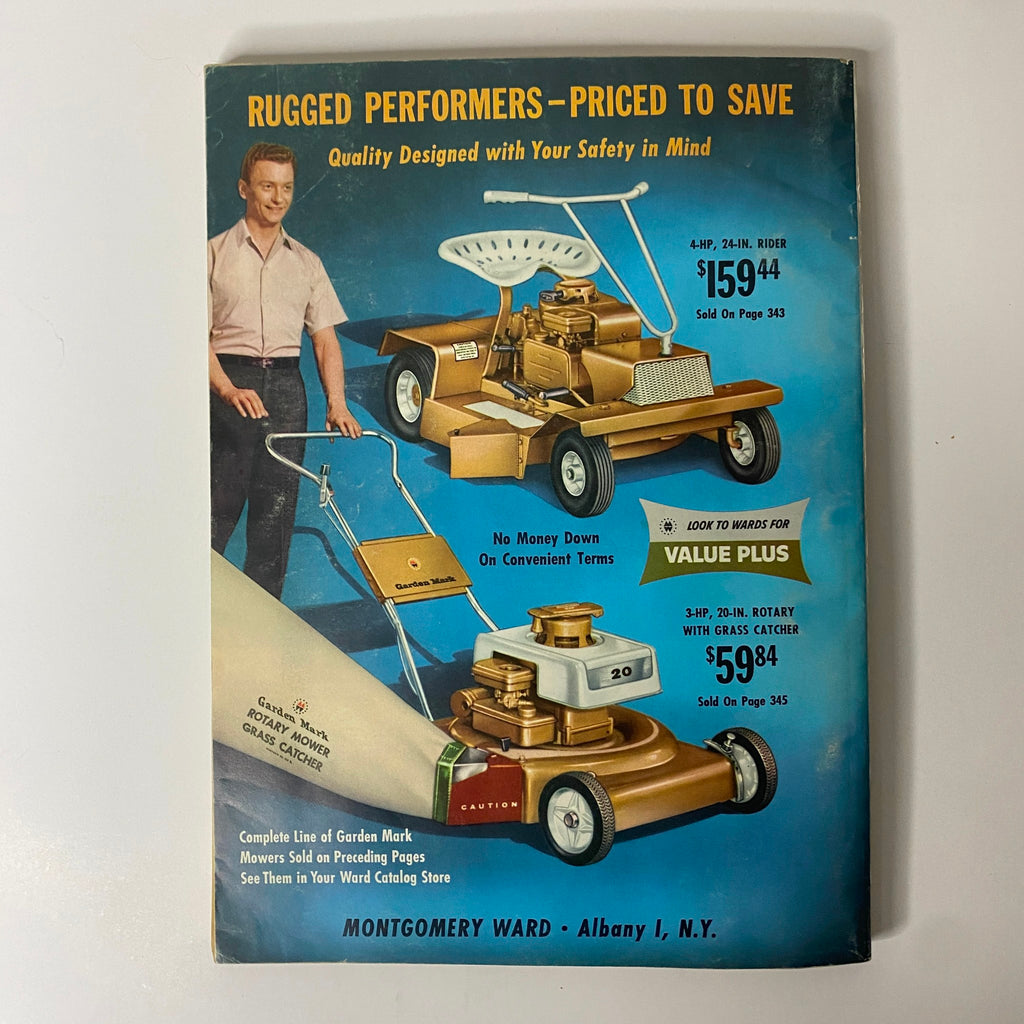 RUGGED PERFORMERS–PRICED TO SAVE
Quality Designed with Your Safety in Mind
4-HP, 24-IN. RIDER
$159 44
Sold On Page 343
No Money Down
On Convenient Terms
LOOK TO WARDS FOR
VALUE PLUS
Garden Mark
3-HP, 20-IN. ROTARY
WITH GRASS CATCHER
$59 84
Sold On Page 345
20
Garden Mark
ROTARY MOWER
GRASS CATCHER
CAUTION
Complete Line of Garden Mark
Mowers Sold on Preceding Pages
See Them in Your Ward Catalog Store
MONTGOMERY WARD • Albany 1, N.Y.